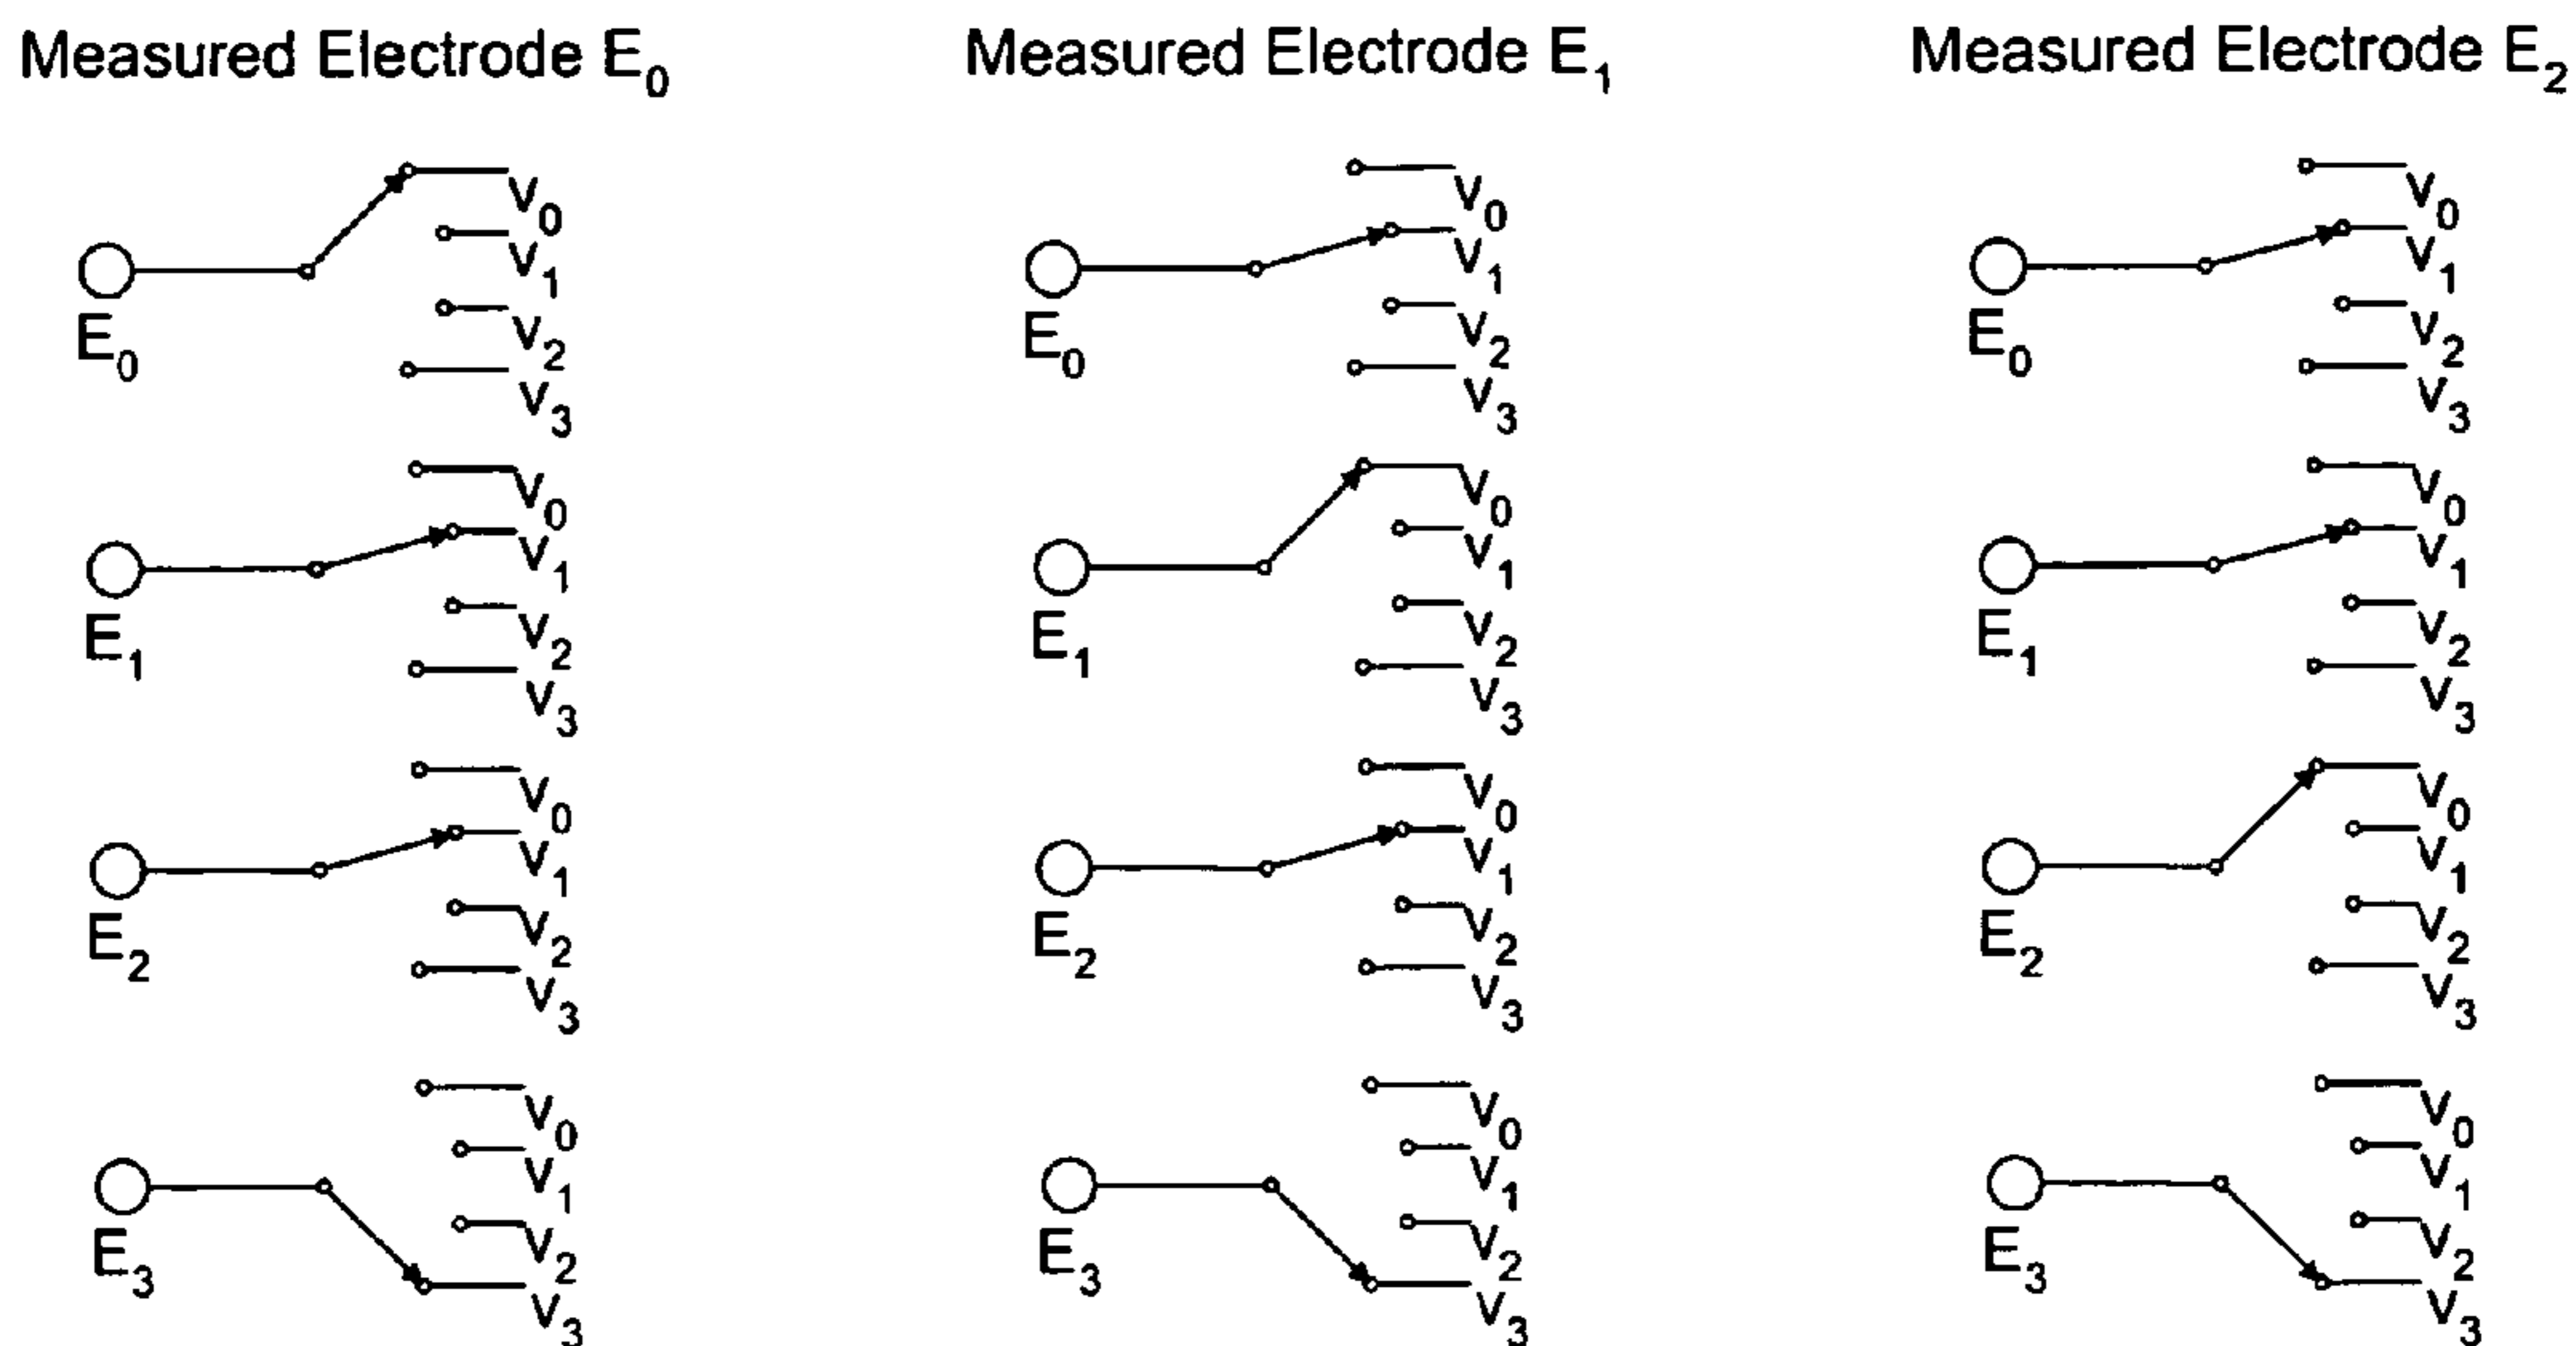 Measured Electrode E₀
V₀
V₁
E₀
V₂
V₃
V₀
V₁
E₁
V₂
V₃
V₀
V₁
E₂
V₂
V₃
V₀
V₁
E₃
V₂
V₃
Measured Electrode E₁
V₀
V₁
E₀
V₂
V₃
V₀
V₁
E₁
V₂
V₃
V₀
V₁
E₂
V₂
V₃
V₀
V₁
E₃
V₂
V₃
Measured Electrode E₂
V₀
V₁
E₀
V₂
V₃
V₀
V₁
E₁
V₂
V₃
V₀
V₁
E₂
V₂
V₃
V₀
V₁
E₃
V₂
V₃